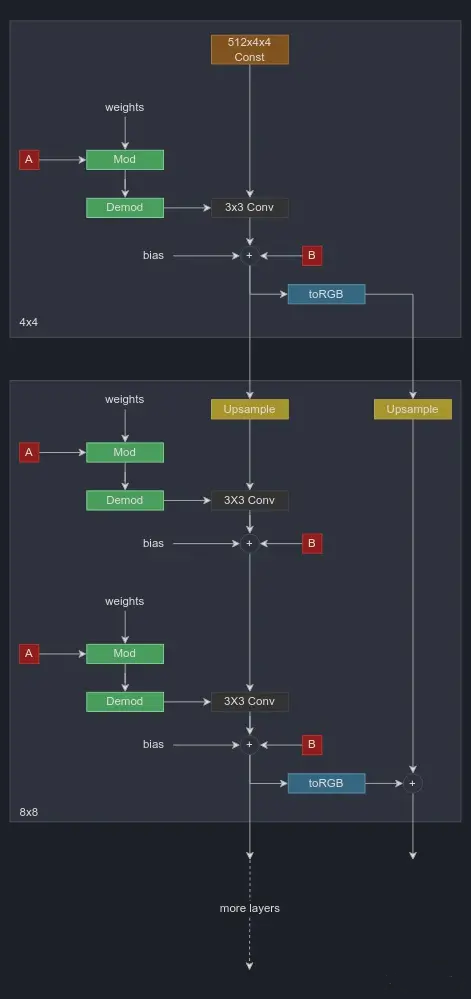 512x4x4
Const
weights
A
Mod
Demod
3x3 Conv
bias
+
B
toRGB
4x4
weights
Upsample
Upsample
A
Mod
Demod
3X3 Conv
bias
+
B
weights
A
Mod
Demod
3X3 Conv
bias
+
B
toRGB
+
8x8
more layers